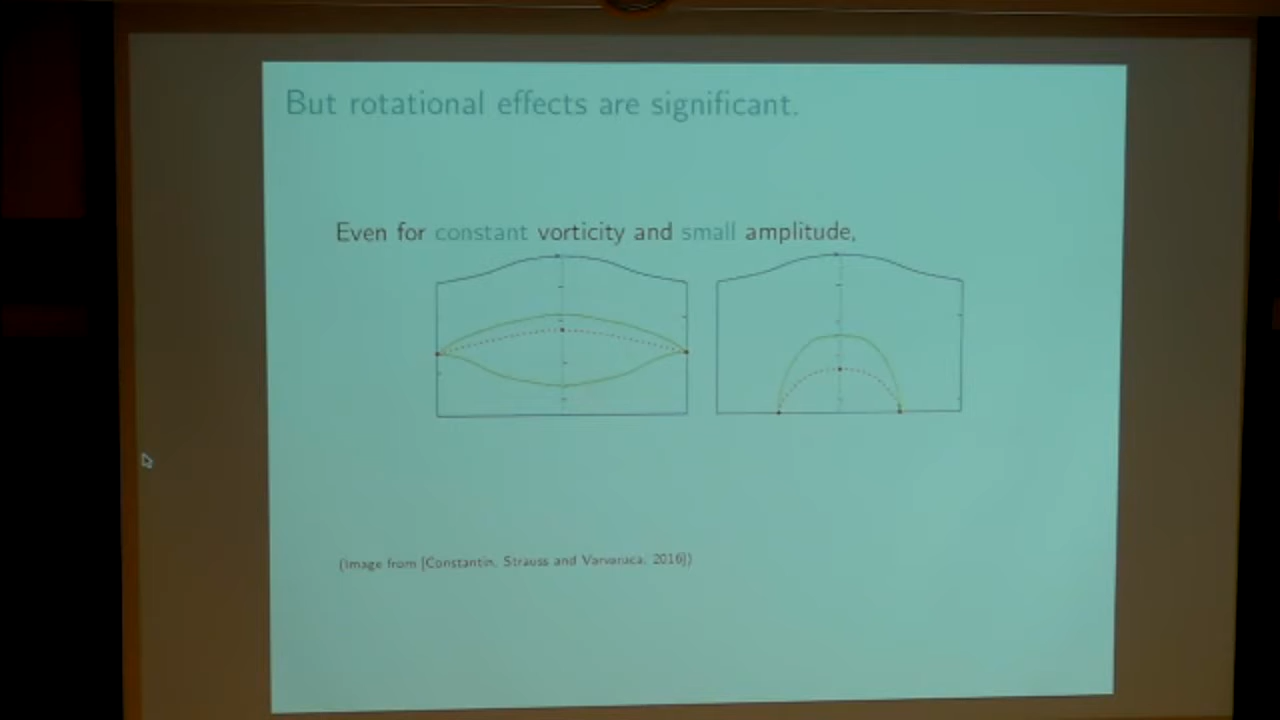 But rotational effects are significant.
Even for constant vorticity and small amplitude,
(Image from [Constantin, Strauss and Varvaruca, 2016])